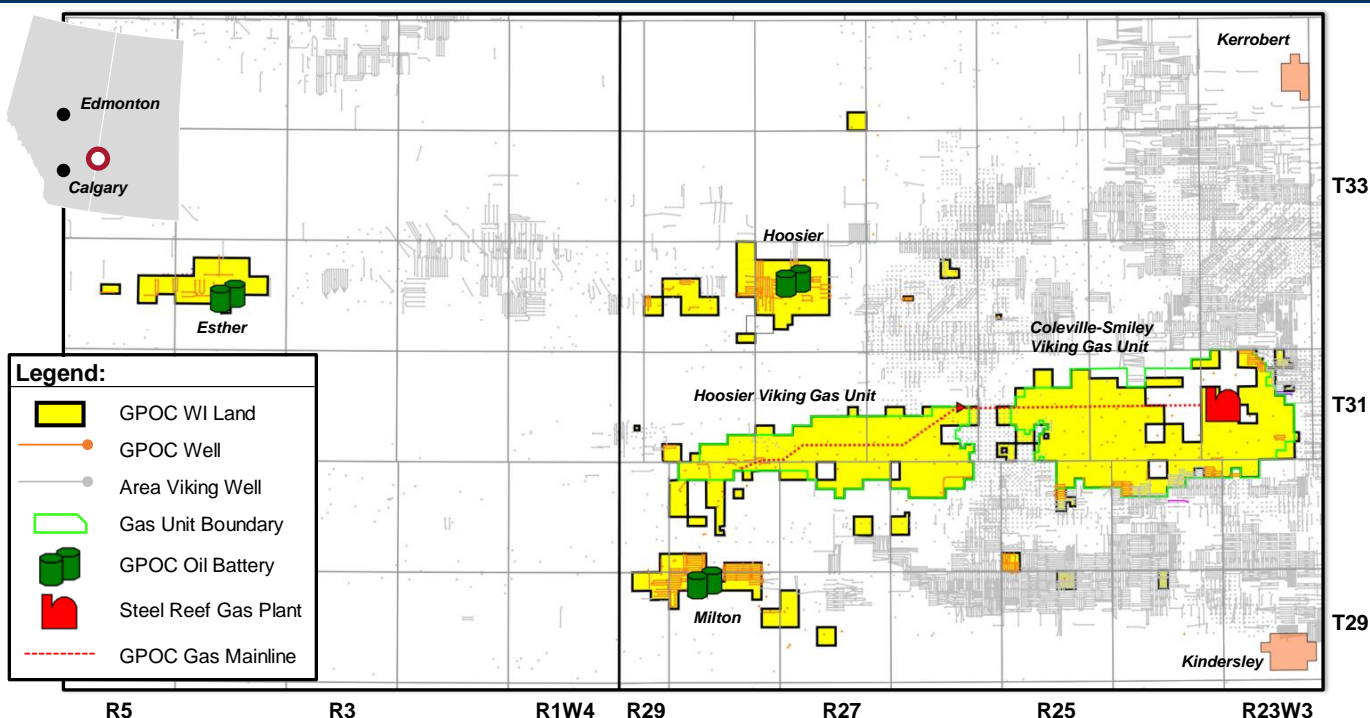 Kerrobert
Edmonton
Calgary
T33
Hoosier
Esther
Coleville-Smiley
Viking Gas Unit
Legend:
GPOC WI Land
GPOC Well
Area Viking Well
Gas Unit Boundary
GPOC Oil Battery
Steel Reef Gas Plant
GPOC Gas Mainline
Hoosier Viking Gas Unit
T31
Milton
T29
Kindersley
R5
R3
R1W4
R29
R27
R25
R23W3